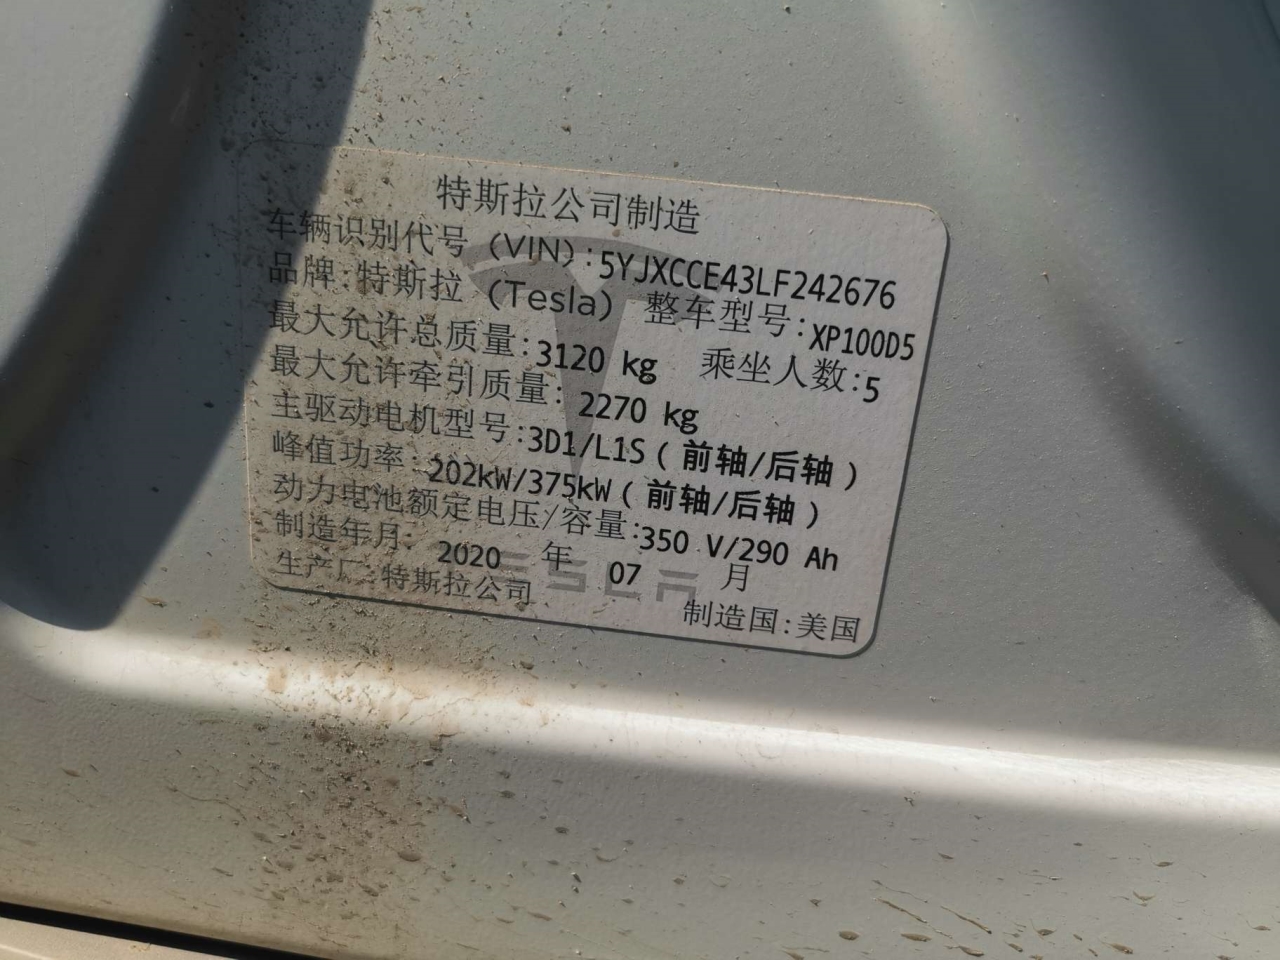 特斯拉公司制造
车辆识别代号 (VIN):5YJXCCE43LF242676
品牌:特斯拉 (Tesla) 整车型号:XP100D5
最大允许总质量:3120 kg 乘坐人数:5
最大允许牵引质量: 2270 kg
主驱动电机型号:3D1/L1S(前轴/后轴)
峰值功率:202kW/375kW(前轴/后轴)
动力电池额定电压/容量:350 V/290 Ah
制造年月: 2020 年 07 月
生产厂:特斯拉公司 制造国:美国
TESLA